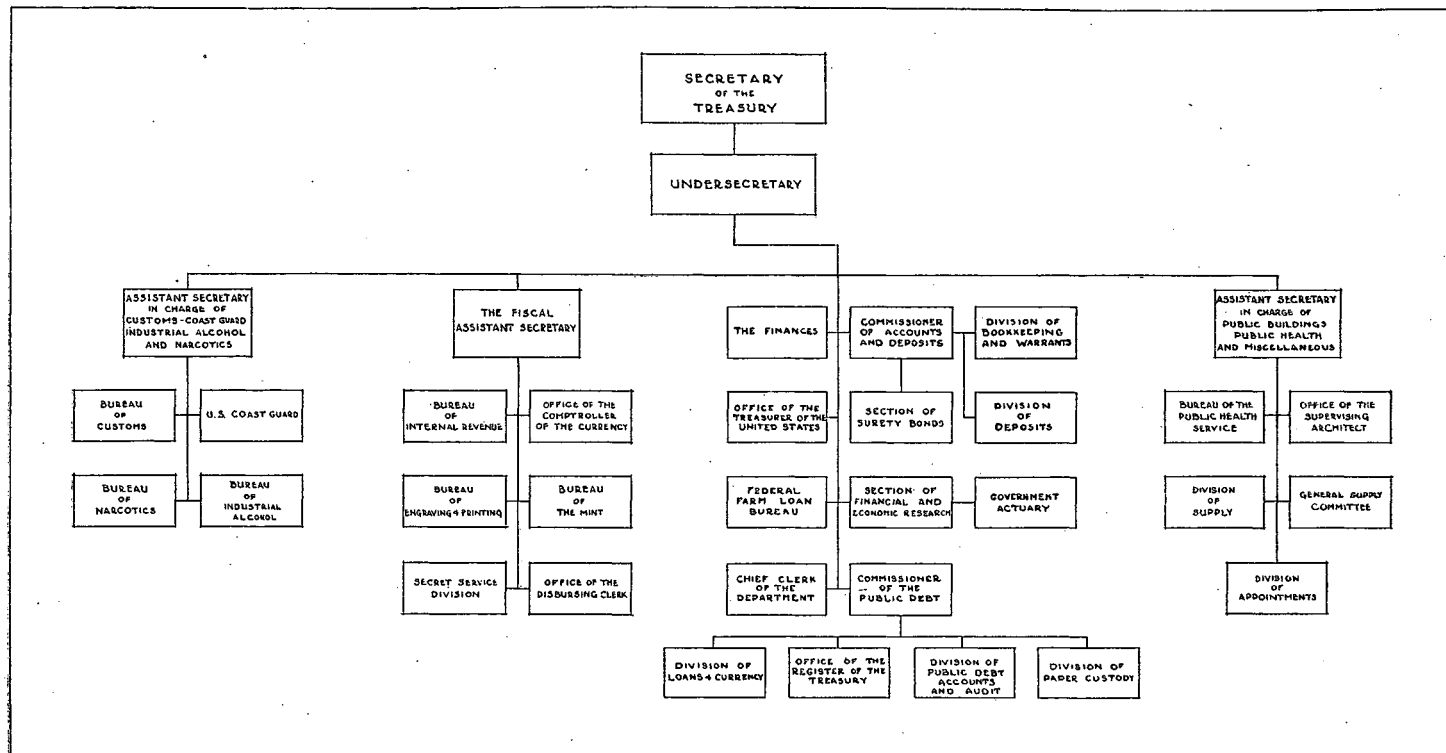 SECRETARY
OF THE
TREASURY
UNDERSECRETARY
ASSISTANT SECRETARY
IN CHARGE OF
CUSTOMS-COAST GUARD
INDUSTRIAL ALCOHOL
AND NARCOTICS
THE FISCAL
ASSISTANT SECRETARY
THE FINANCES
COMMISSIONER
OF ACCOUNTS
AND DEPOSITS
DIVISION OF
BOOKKEEPING
AND WARRANTS
ASSISTANT SECRETARY
IN CHARGE OF
PUBLIC BUILDINGS
PUBLIC HEALTH
AND MISCELLANEOUS
BUREAU
OF
CUSTOMS
U.S. COAST GUARD
BUREAU
OF
INTERNAL REVENUE
OFFICE OF THE
COMPTROLLER
OF THE CURRENCY
OFFICE OF THE
TREASURER OF THE
UNITED STATES
SECTION OF
SURETY BONDS
DIVISION
OF
DEPOSITS
BUREAU OF THE
PUBLIC HEALTH
SERVICE
OFFICE OF THE
SUPERVISING
ARCHITECT
BUREAU
OF
NARCOTICS
BUREAU
OF
INDUSTRIAL
ALCOHOL
BUREAU
OF
ENGRAVING & PRINTING
BUREAU
OF
THE MINT
FEDERAL
FARM LOAN
BUREAU
SECTION OF
FINANCIAL AND
ECONOMIC RESEARCH
GOVERNMENT
ACTUARY
DIVISION
OF
SUPPLY
GENERAL SUPPLY
COMMITTEE
SECRET SERVICE
DIVISION
OFFICE OF THE
DISBURSING CLERK
CHIEF CLERK
OF THE
DEPARTMENT
COMMISSIONER
OF THE
PUBLIC DEBT
DIVISION
OF
APPOINTMENTS
DIVISION OF
LOANS & CURRENCY
OFFICE OF THE
REGISTER OF THE
TREASURY
DIVISION OF
PUBLIC DEBT
ACCOUNTS
AND AUDIT
DIVISION OF
PAPER CUSTODY